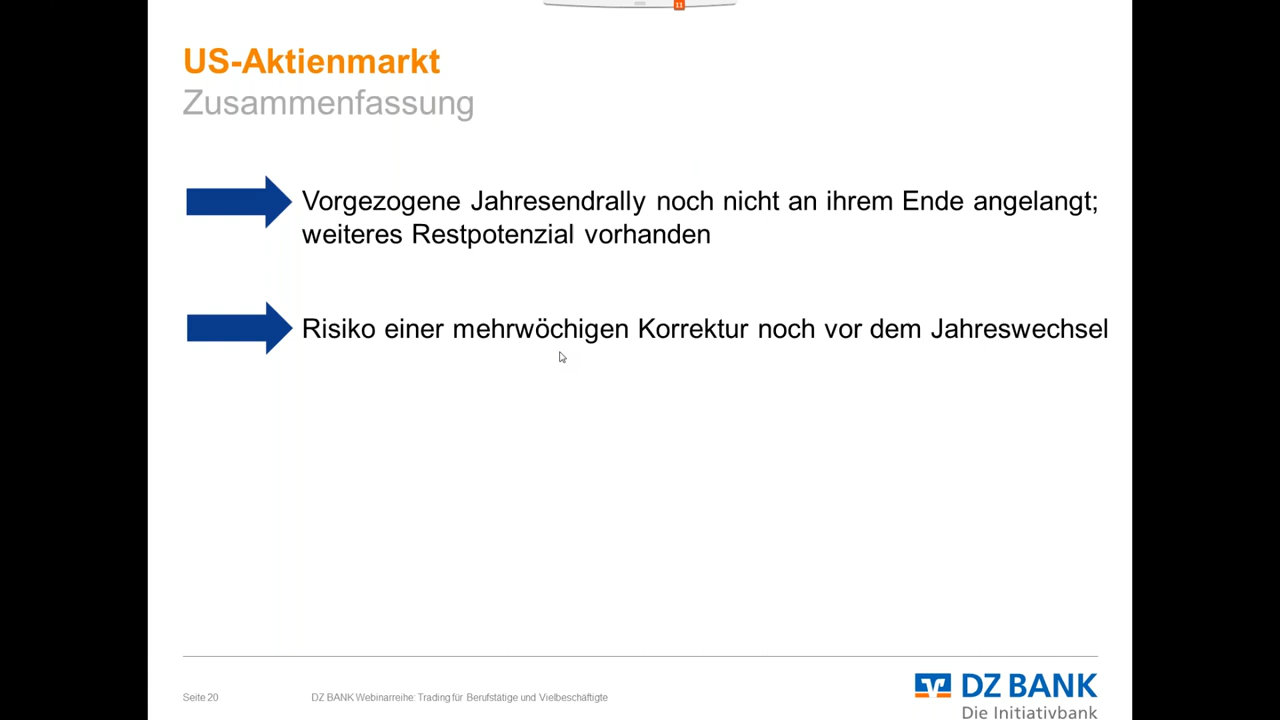 11
US-Aktienmarkt
Zusammenfassung
Vorgezogene Jahresendrally noch nicht an ihrem Ende angelangt;
weiteres Restpotenzial vorhanden
Risiko einer mehrwöchigen Korrektur noch vor dem Jahreswechsel
Seite 20
DZ BANK Webinarreihe: Trading für Berufstätige und Vielbeschäftigte
DZ BANK
Die Initiativbank